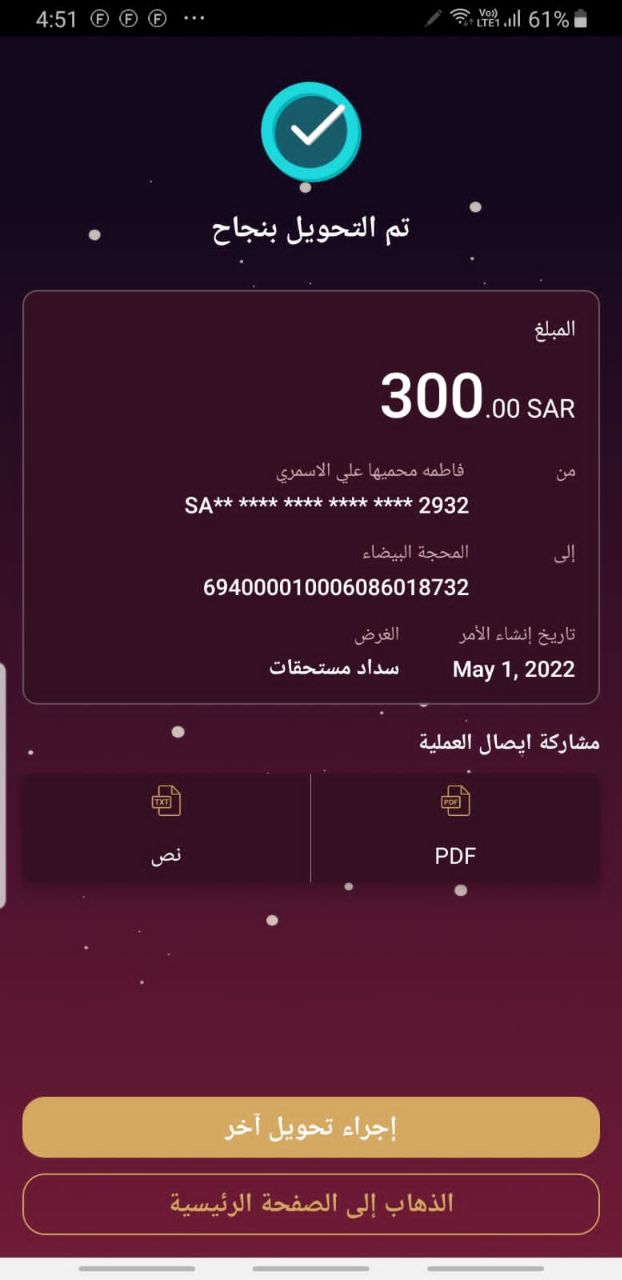 4:51
Vo)) LTE1 61%
تم التحويل بنجاح
المبلغ
300.00 SAR
من
فاطمه محميها علي الاسمري
SA** **** **** **** **** 2932
إلى
المحجة البيضاء
694000010006086018732
تاريخ إنشاء الأمر
May 1, 2022
الغرض
سداد مستحقات
مشاركة ايصال العملية
PDF
PDF
TXT
نص
إجراء تحويل آخر
الذهاب إلى الصفحة الرئيسية